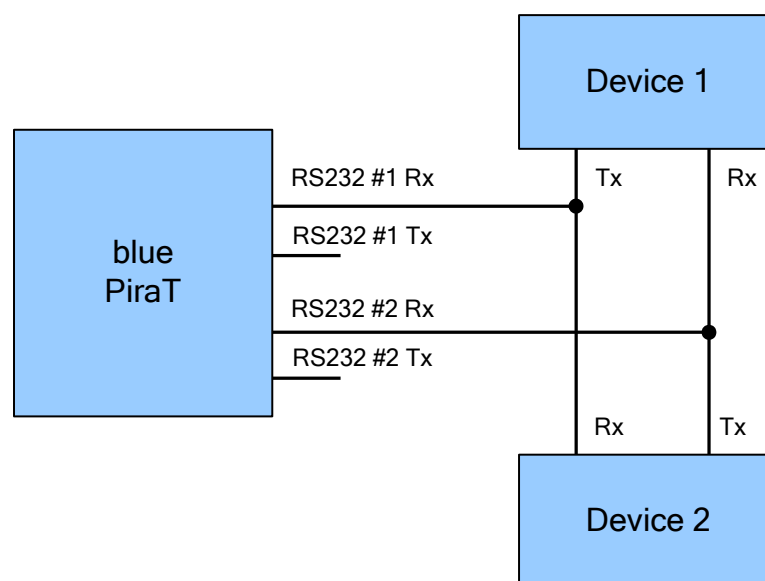 Device 1
RS232 #1 Rx
Tx
Rx
RS232 #1 Tx
blue
PiraT
RS232 #2 Rx
RS232 #2 Tx
Rx
Tx
Device 2